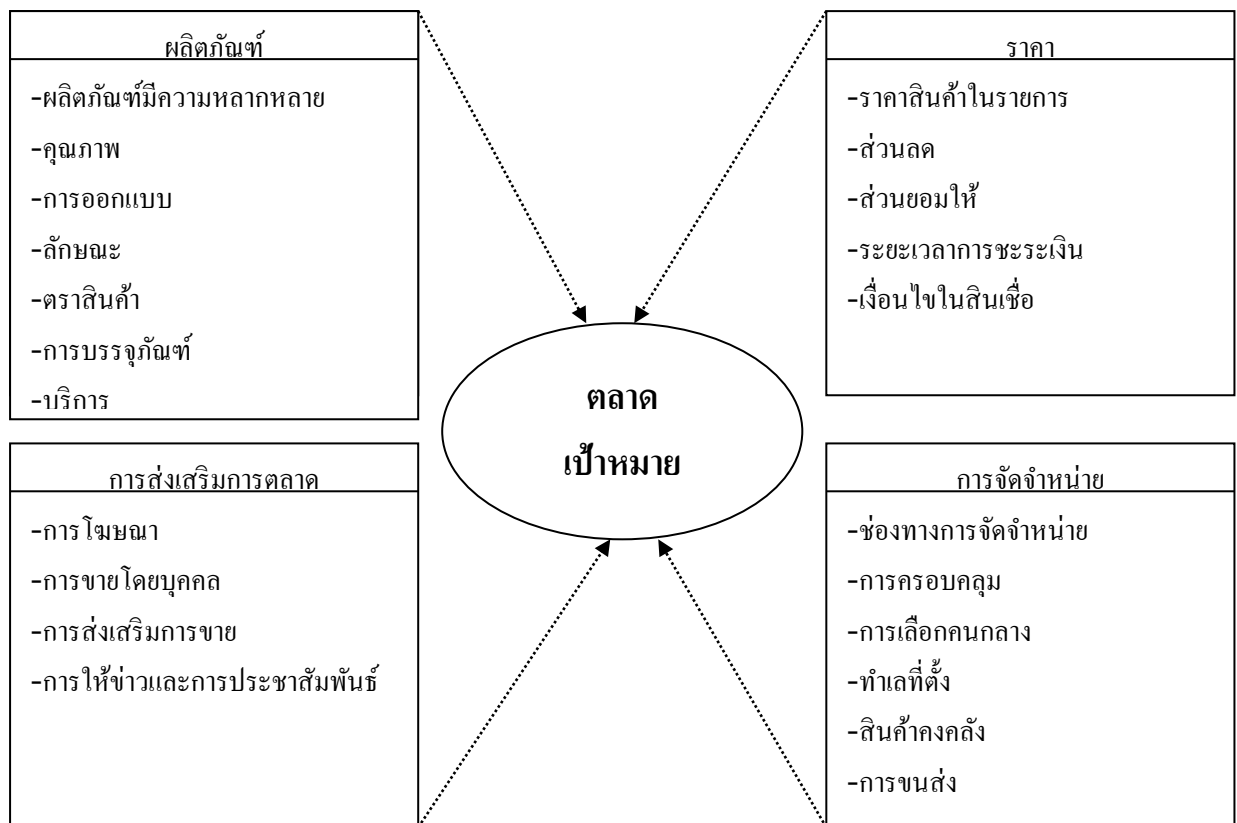 ผลิตภัณฑ์
-ผลิตภัณฑ์มีความหลากหลาย
-คุณภาพ
-การออกแบบ
-ลักษณะ
-ตราสินค้า
-การบรรจุภัณฑ์
-บริการ
ราคา
-ราคาสินค้าในรายการ
-ส่วนลด
-ส่วนยอมให้
-ระยะเวลาการชะระเงิน
-เงื่อนไขในสินเชื่อ
ตลาด
เป้าหมาย
การส่งเสริมการตลาด
-การโฆษณา
-การขายโดยบุคคล
-การส่งเสริมการขาย
-การให้ข่าวและการประชาสัมพันธ์
การจัดจำหน่าย
-ช่องทางการจัดจำหน่าย
-การครอบคลุม
-การเลือกคนกลาง
-ทำเลที่ตั้ง
-สินค้าคงคลัง
-การขนส่ง